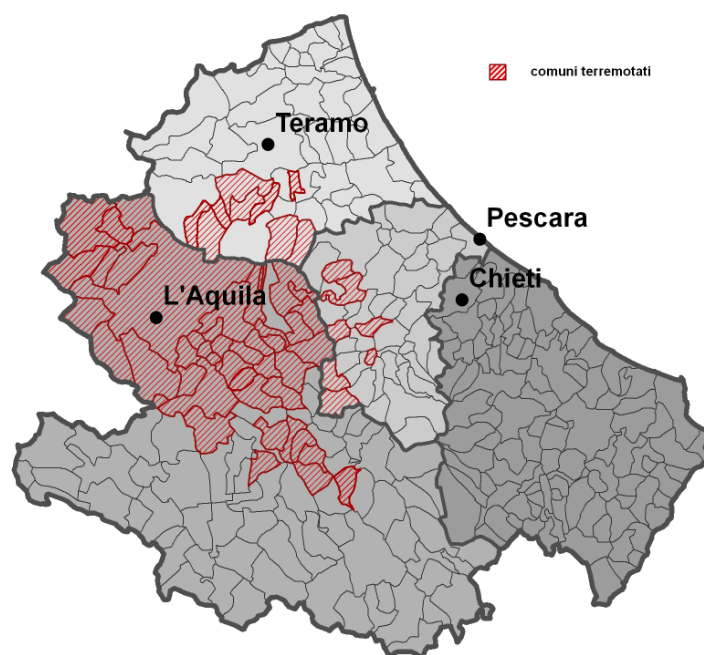 comuni terremotati
Teramo
Pescara
Chieti
L'Aquila